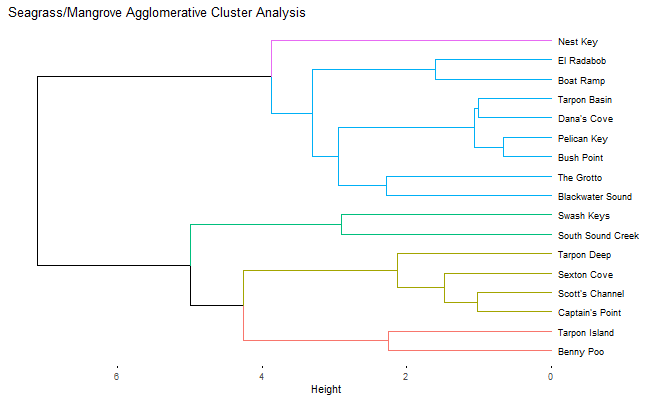 Seagrass/Mangrove Agglomerative Cluster Analysis
Nest Key
El Radabob
Boat Ramp
Tarpon Basin
Dana's Cove
Pelican Key
Bush Point
The Grotto
Blackwater Sound
Swash Keys
South Sound Creek
Tarpon Deep
Sexton Cove
Scott's Channel
Captain's Point
Tarpon Island
Benny Poo
6 4 2 0
Height